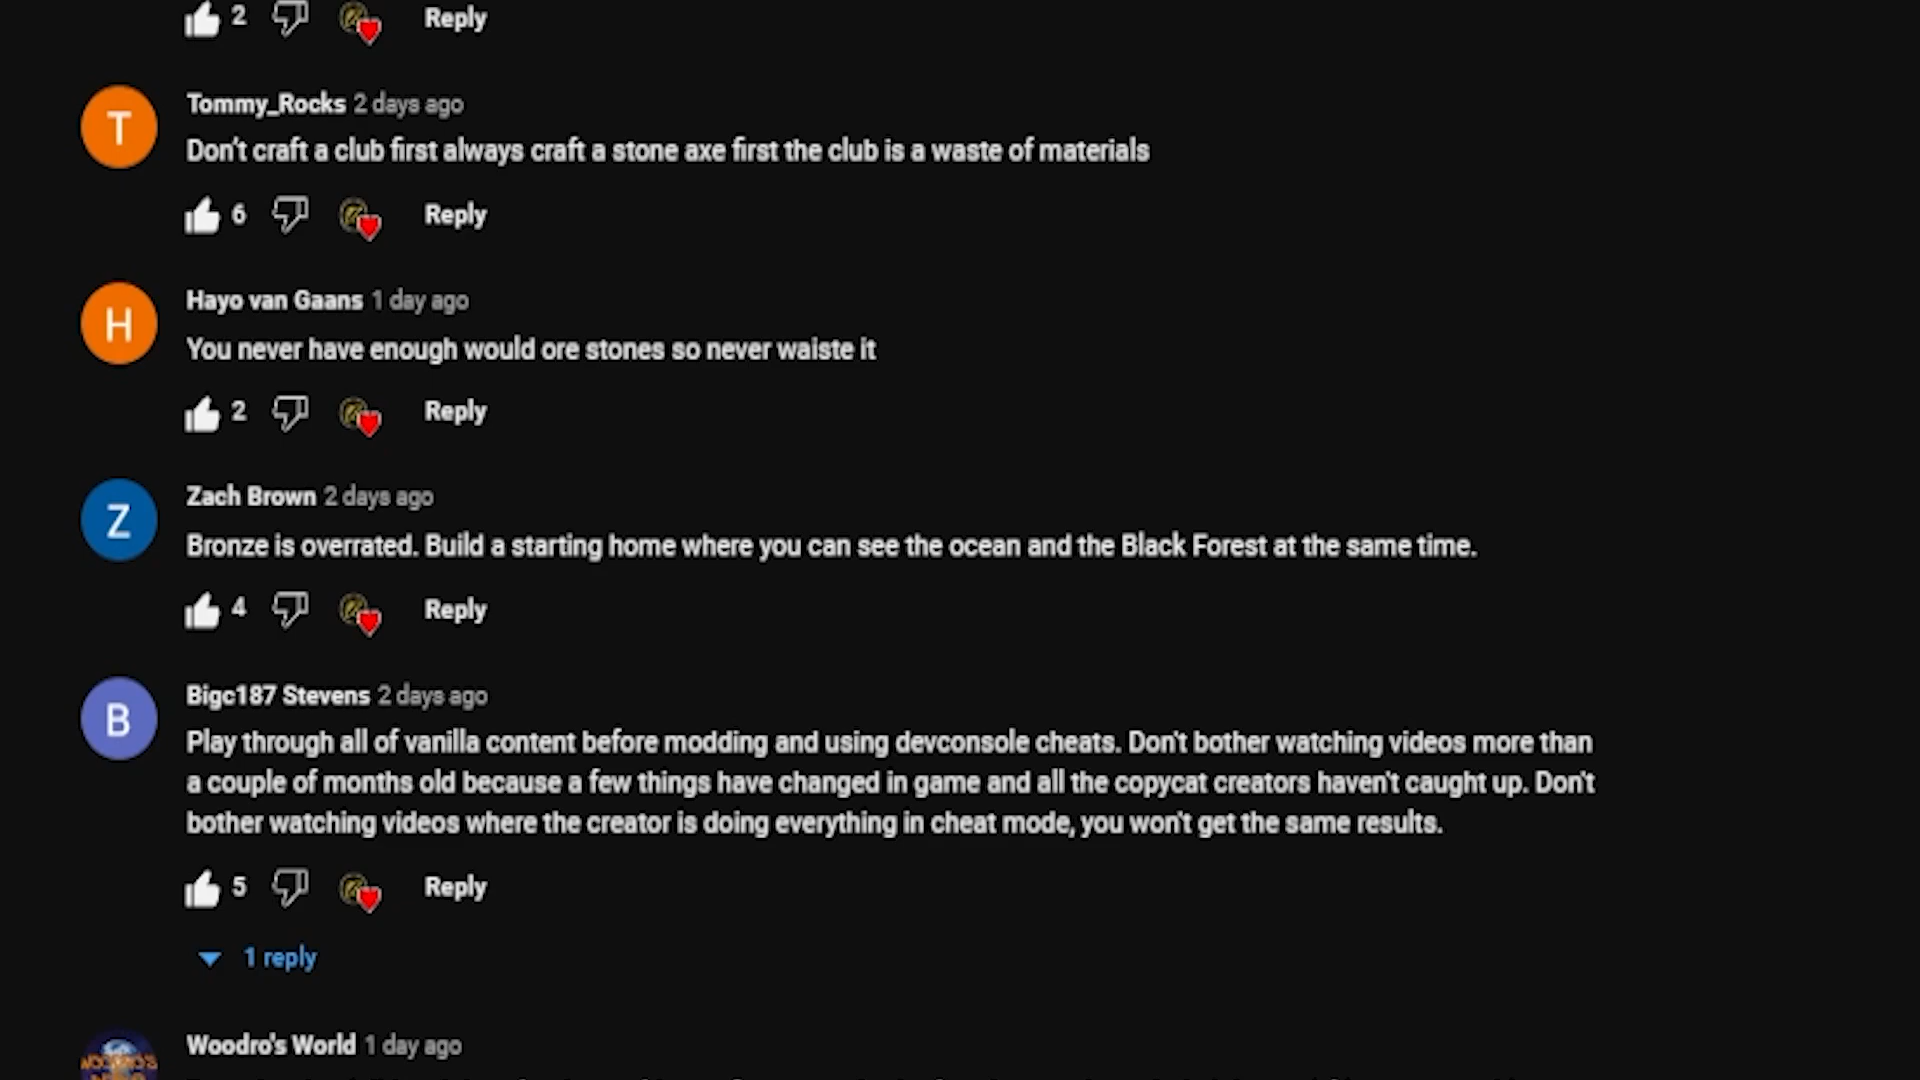 2 Reply
T
Tommy_Rocks 2 days ago
Don't craft a club first always craft a stone axe first the club is a waste of materials
6 Reply
H
Hayo van Gaans 1 day ago
You never have enough would ore stones so never waiste it
2 Reply
Z
Zach Brown 2 days ago
Bronze is overrated. Build a starting home where you can see the ocean and the Black Forest at the same time.
4 Reply
B
Bigc187 Stevens 2 days ago
Play through all of vanilla content before modding and using devconsole cheats. Don't bother watching videos more than
a couple of months old because a few things have changed in game and all the copycat creators haven't caught up. Don't
bother watching videos where the creator is doing everything in cheat mode, you won't get the same results.
5 Reply
1 reply
Woodro's World 1 day ago